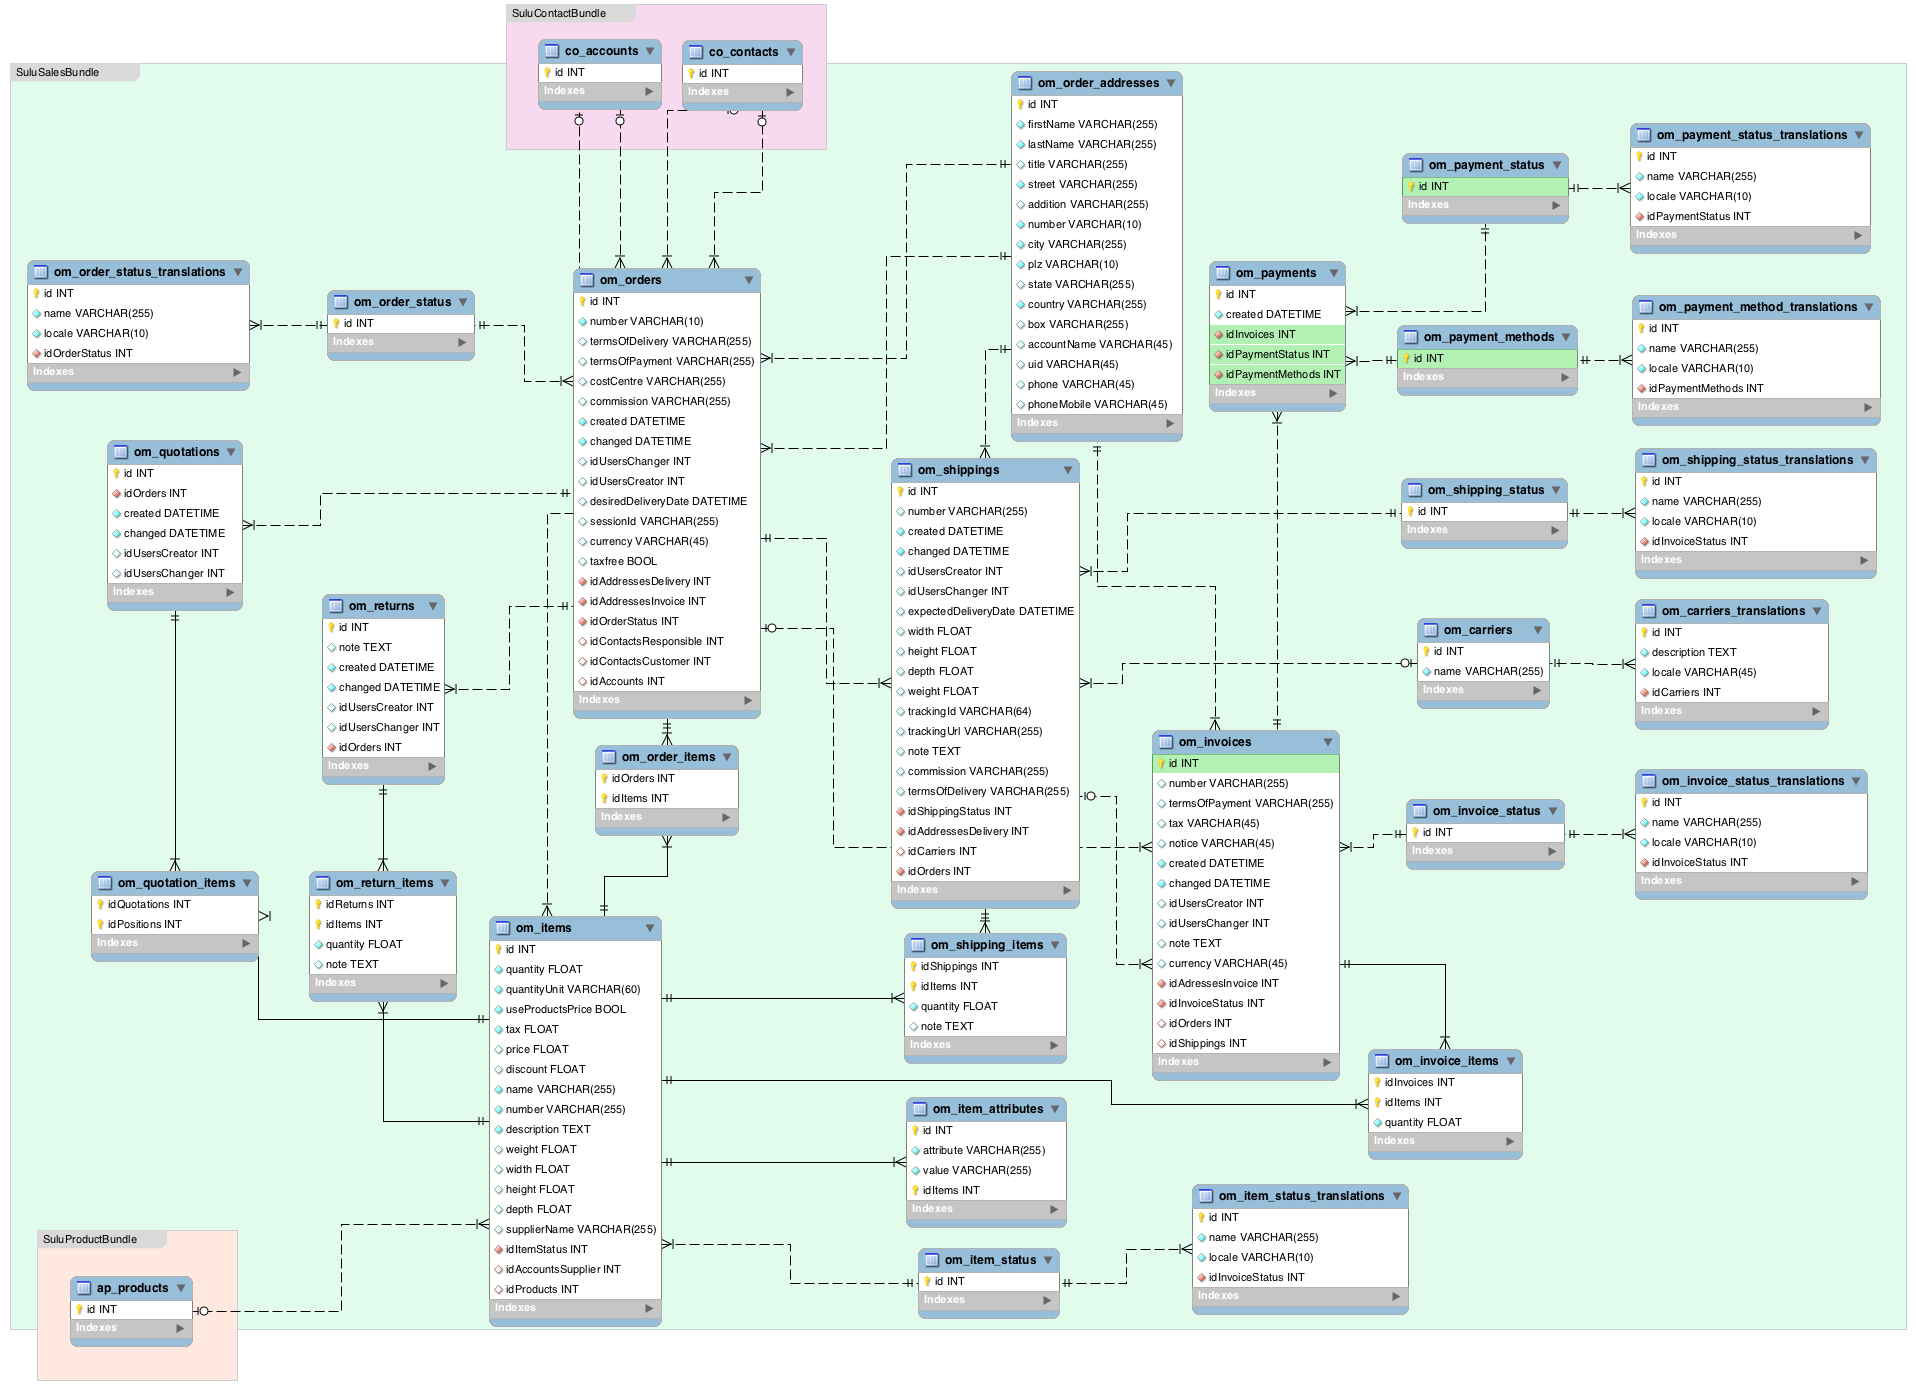 SuluContactBundle
co_accounts
id INT
Indexes
co_contacts
id INT
Indexes
SuluSalesBundle
om_order_addresses
id INT
firstName VARCHAR(255)
lastName VARCHAR(255)
title VARCHAR(255)
street VARCHAR(255)
addition VARCHAR(255)
number VARCHAR(10)
city VARCHAR(255)
plz VARCHAR(10)
state VARCHAR(255)
country VARCHAR(255)
box VARCHAR(255)
accountName VARCHAR(45)
uid VARCHAR(45)
phone VARCHAR(45)
phoneMobile VARCHAR(45)
Indexes
om_payment_status
id INT
Indexes
om_payment_status_translations
id INT
name VARCHAR(255)
locale VARCHAR(10)
idPaymentStatus INT
Indexes
om_order_status_translations
id INT
name VARCHAR(255)
locale VARCHAR(10)
idOrderStatus INT
Indexes
om_order_status
id INT
Indexes
om_orders
id INT
number VARCHAR(10)
termsOfDelivery VARCHAR(255)
termsOfPayment VARCHAR(255)
costCentre VARCHAR(255)
commission VARCHAR(255)
created DATETIME
changed DATETIME
idUsersChanger INT
idUsersCreator INT
desiredDeliveryDate DATETIME
sessionId VARCHAR(255)
currency VARCHAR(45)
taxfree BOOL
idAddressesDelivery INT
idAddressesInvoice INT
idOrderStatus INT
idContactsResponsible INT
idContactsCustomer INT
idAccounts INT
Indexes
om_payments
id INT
created DATETIME
idInvoices INT
idPaymentStatus INT
idPaymentMethods INT
Indexes
om_payment_methods
id INT
Indexes
om_payment_method_translations
id INT
name VARCHAR(255)
locale VARCHAR(10)
idPaymentMethods INT
Indexes
om_quotations
id INT
idOrders INT
created DATETIME
changed DATETIME
idUsersCreator INT
idUsersChanger INT
Indexes
om_shippings
id INT
number VARCHAR(255)
created DATETIME
changed DATETIME
idUsersCreator INT
idUsersChanger INT
expectedDeliveryDate DATETIME
width FLOAT
height FLOAT
depth FLOAT
weight FLOAT
trackingId VARCHAR(64)
trackingUrl VARCHAR(255)
note TEXT
commission VARCHAR(255)
termsOfDelivery VARCHAR(255)
idShippingStatus INT
idAddressesDelivery INT
idCarriers INT
idOrders INT
Indexes
om_shipping_status
id INT
Indexes
om_shipping_status_translations
id INT
name VARCHAR(255)
locale VARCHAR(10)
idInvoiceStatus INT
Indexes
om_returns
id INT
note TEXT
created DATETIME
changed DATETIME
idUsersCreator INT
idUsersChanger INT
idOrders INT
Indexes
om_carriers
id INT
name VARCHAR(255)
Indexes
om_carriers_translations
id INT
description TEXT
locale VARCHAR(45)
idCarriers INT
Indexes
om_order_items
idOrders INT
idItems INT
Indexes
om_invoices
id INT
number VARCHAR(255)
termsOfPayment VARCHAR(255)
tax VARCHAR(45)
notice VARCHAR(45)
created DATETIME
changed DATETIME
idUsersCreator INT
idUsersChanger INT
note TEXT
currency VARCHAR(45)
idAdressesInvoice INT
idInvoiceStatus INT
idOrders INT
idShippings INT
Indexes
om_invoice_status
id INT
Indexes
om_invoice_status_translations
id INT
name VARCHAR(255)
locale VARCHAR(10)
idInvoiceStatus INT
Indexes
om_quotation_items
idQuotations INT
idPositions INT
Indexes
om_return_items
idReturns INT
idItems INT
quantity FLOAT
note TEXT
Indexes
om_items
id INT
quantity FLOAT
quantityUnit VARCHAR(60)
useProductsPrice BOOL
tax FLOAT
price FLOAT
discount FLOAT
name VARCHAR(255)
number VARCHAR(255)
description TEXT
weight FLOAT
width FLOAT
height FLOAT
depth FLOAT
supplierName VARCHAR(255)
idItemStatus INT
idAccountsSupplier INT
idProducts INT
Indexes
om_shipping_items
idShippings INT
idItems INT
quantity FLOAT
note TEXT
Indexes
om_invoice_items
idInvoices INT
idItems INT
quantity FLOAT
Indexes
om_item_attributes
id INT
attribute VARCHAR(255)
value VARCHAR(255)
idItems INT
Indexes
om_item_status_translations
id INT
name VARCHAR(255)
locale VARCHAR(10)
idInvoiceStatus INT
Indexes
om_item_status
id INT
Indexes
SuluProductBundle
ap_products
id INT
Indexes